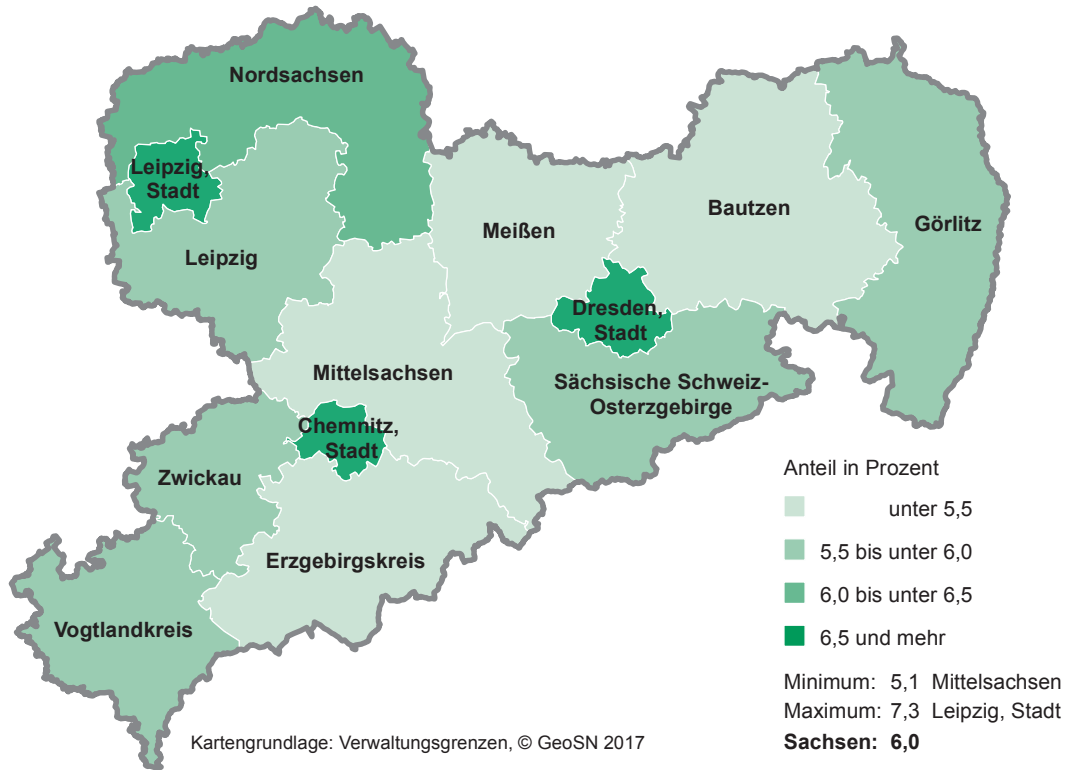 Nordsachsen
Leipzig,
Stadt
Leipzig
Meißen
Bautzen
Görlitz
Dresden,
Stadt
Mittelsachsen
Sächsische Schweiz-
Osterzgebirge
Chemnitz,
Stadt
Zwickau
Erzgebirgskreis
Vogtlandkreis
Anteil in Prozent
unter 5,5
5,5 bis unter 6,0
6,0 bis unter 6,5
6,5 und mehr
Minimum: 5,1 Mittelsachsen
Maximum: 7,3 Leipzig, Stadt
Sachsen: 6,0
Kartengrundlage: Verwaltungsgrenzen, © GeoSN 2017